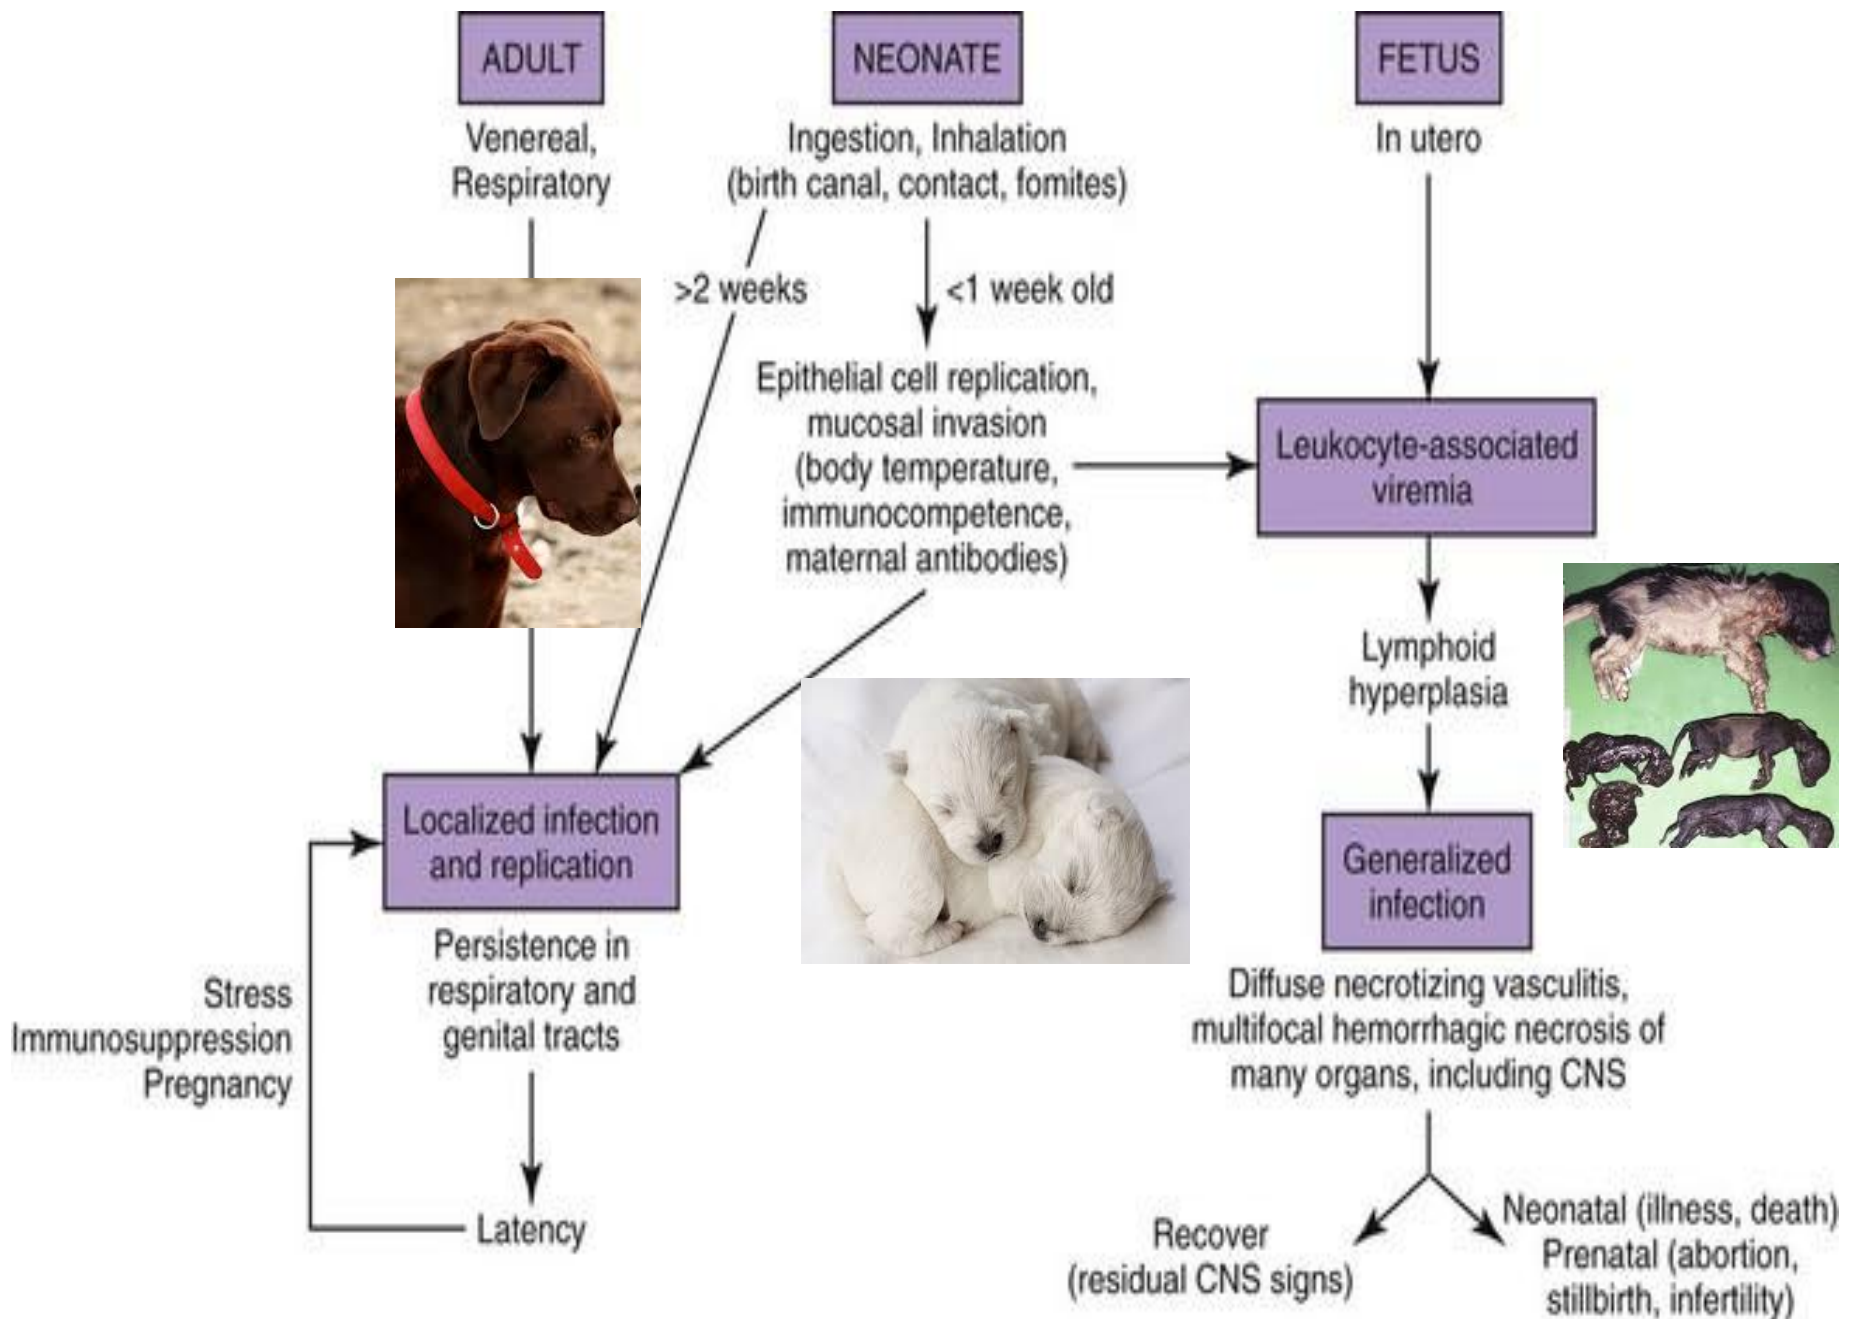 ADULT
Venereal,
Respiratory
NEONATE
Ingestion, Inhalation
(birth canal, contact, fomites)
>2 weeks
<1 week old
Epithelial cell replication,
mucosal invasion
(body temperature,
immunocompetence,
maternal antibodies)
FETUS
In utero
Leukocyte-associated
viremia
Lymphoid
hyperplasia
Generalized
infection
Diffuse necrotizing vasculitis,
multifocal hemorrhagic necrosis of
many organs, including CNS
Recover
(residual CNS signs)
Neonatal (illness, death)
Prenatal (abortion,
stillbirth, infertility)
Localized infection
and replication
Persistence in
respiratory and
genital tracts
Latency
Stress
Immunosuppression
Pregnancy